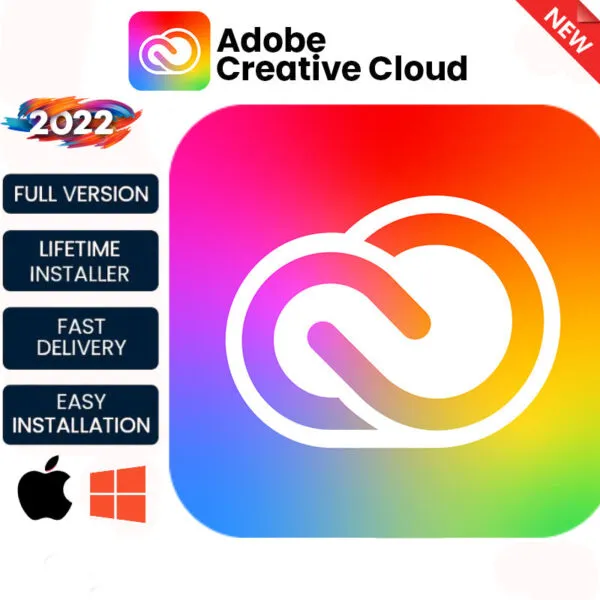 Adobe
Creative Cloud
NEW
2022
FULL VERSION
LIFETIME
INSTALLER
FAST
DELIVERY
EASY
INSTALLATION